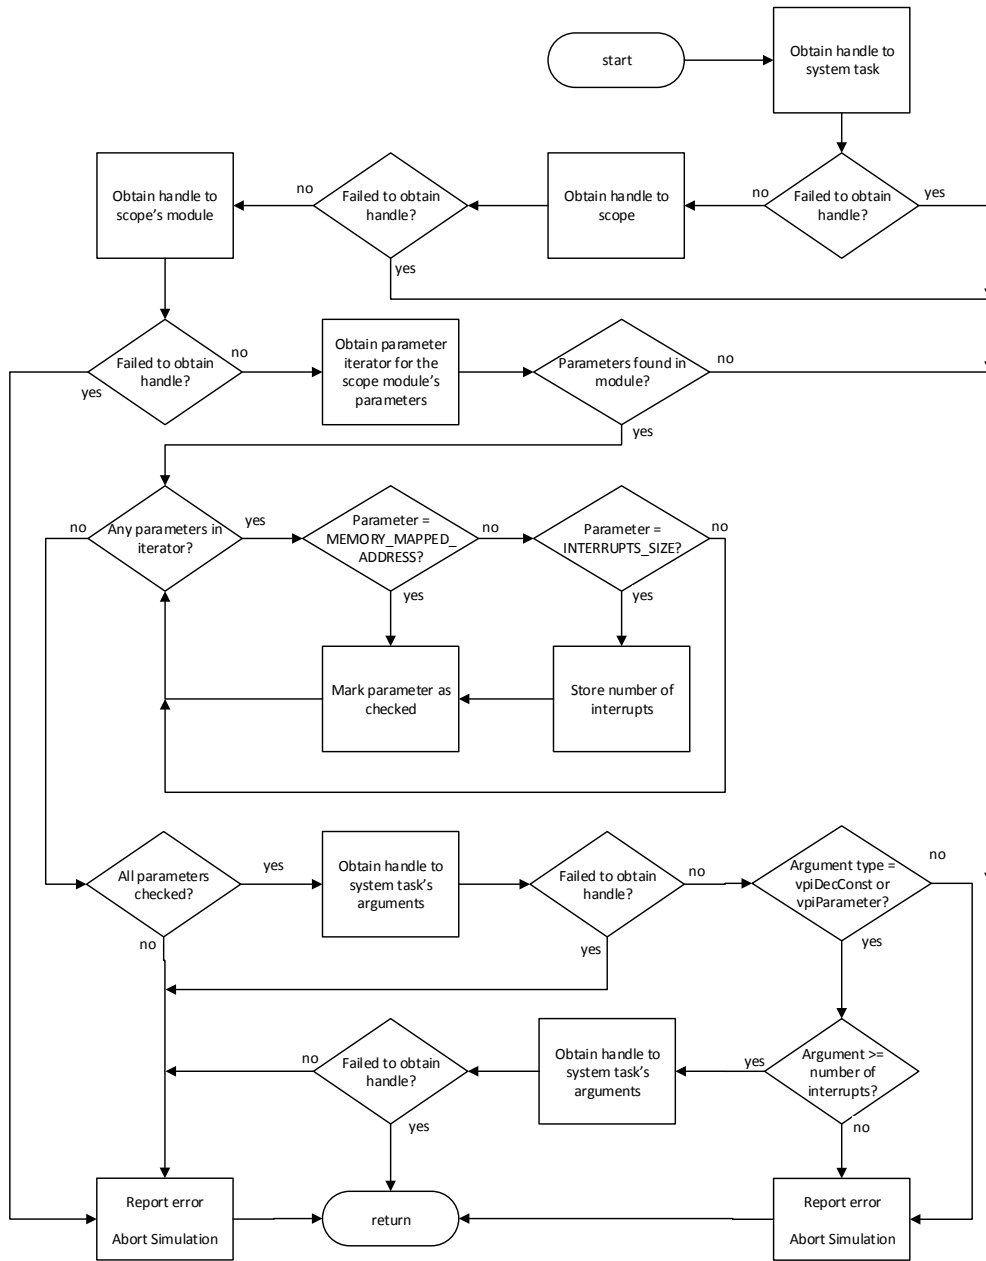 start
Obtain handle to
system task
Obtain handle to
scope's module
no
Failed to obtain
handle?
yes
Obtain handle to
scope
no
Failed to obtain
handle?
yes
Failed to obtain
handle?
yes
no
Obtain parameter
iterator for the
scope module's
parameters
Parameters found in
module?
no
yes
no
Any parameters in
iterator?
yes
Parameter =
MEMORY_MAPPED_
ADDRESS?
no
yes
Parameter =
INTERRUPTS_SIZE?
no
yes
Mark parameter as
checked
Store number of
interrupts
All parameters
checked?
yes
no
Obtain handle to
system task's
arguments
Failed to obtain
handle?
no
yes
Argument type =
vpiDecConst or
vpiParameter?
no
yes
no
Failed to obtain
handle?
yes
Obtain handle to
system task's
arguments
yes
Argument >=
number of
interrupts?
no
Report error
Abort Simulation
return
Report error
Abort Simulation